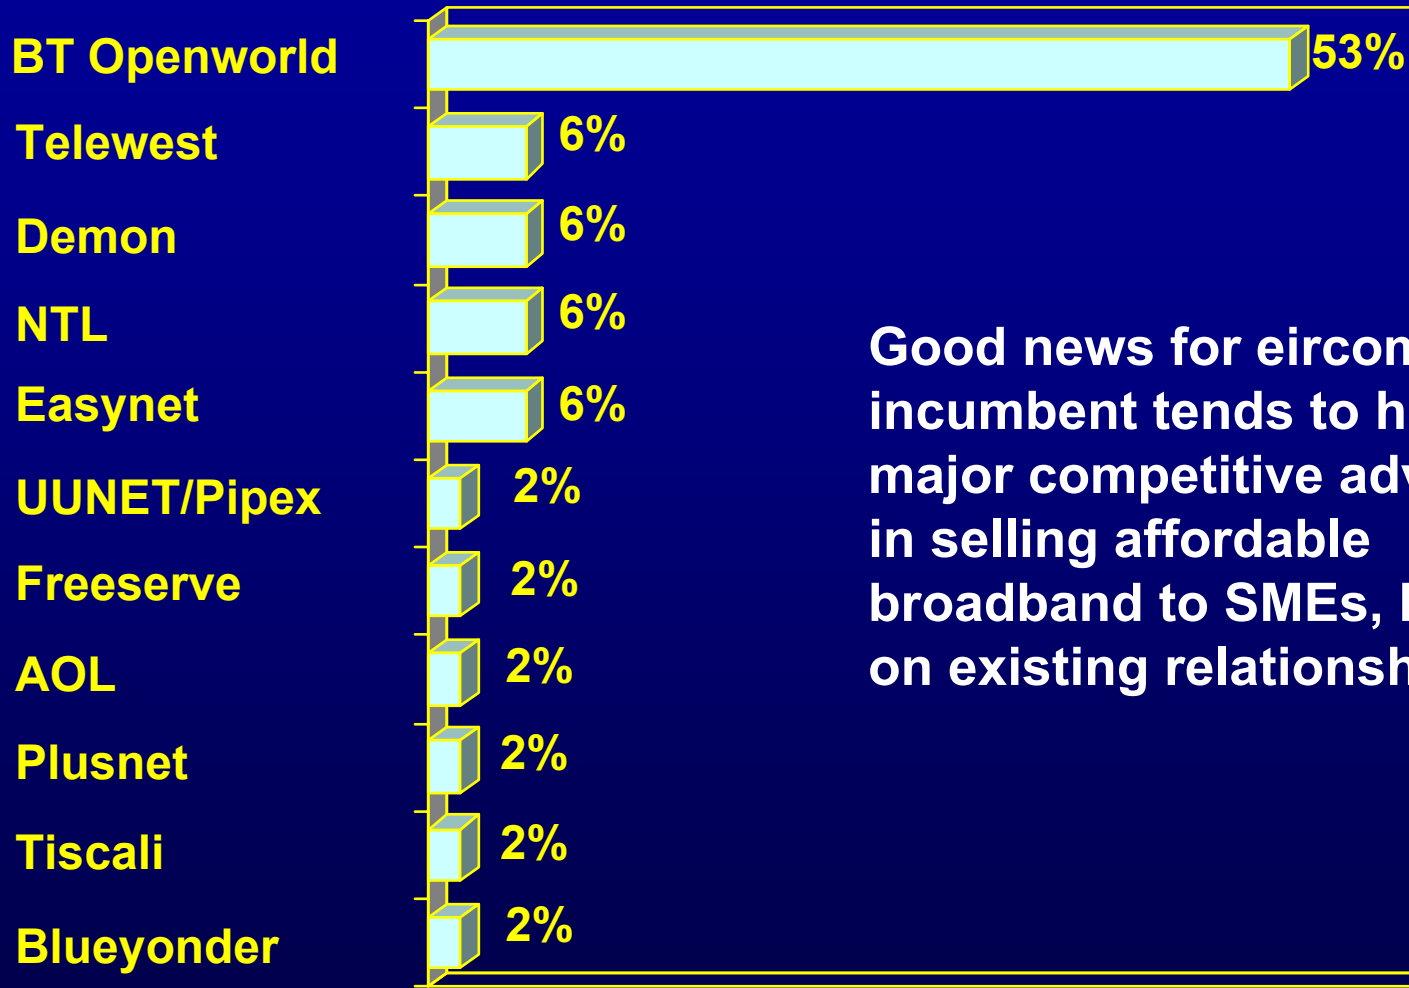 BT Openworld 53%
Telewest 6%
Demon 6%
NTL 6%
Easynet 6%
UUNET/Pipex 2%
Freeserve 2%
AOL 2%
Plusnet 2%
Tiscali 2%
Blueyonder 2%
Good news for
incumbent tends to
major competitive
in selling affordable
broadband to SMEs,
on existing